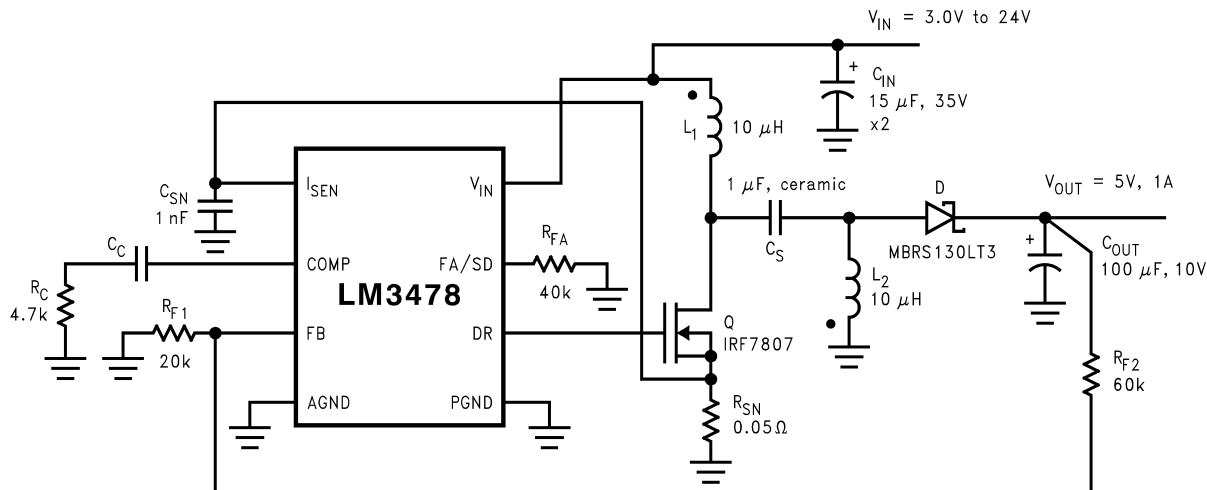 V_IN = 3.0V to 24V
+
C_IN
15 μF, 35V
x2
L_1
10 μH
C_SN
1 nF
I_SEN
V_IN
1 μF, ceramic
C_S
D
MBRS130LT3
V_OUT = 5V, 1A
+
C_OUT
100 μF, 10V
C_C
COMP
FA/SD
R_FA
40k
L_2
10 μH
LM3478
R_C
4.7k
R_F1
20k
FB
DR
Q
IRF7807
R_F2
60k
AGND
PGND
R_SN
0.05Ω